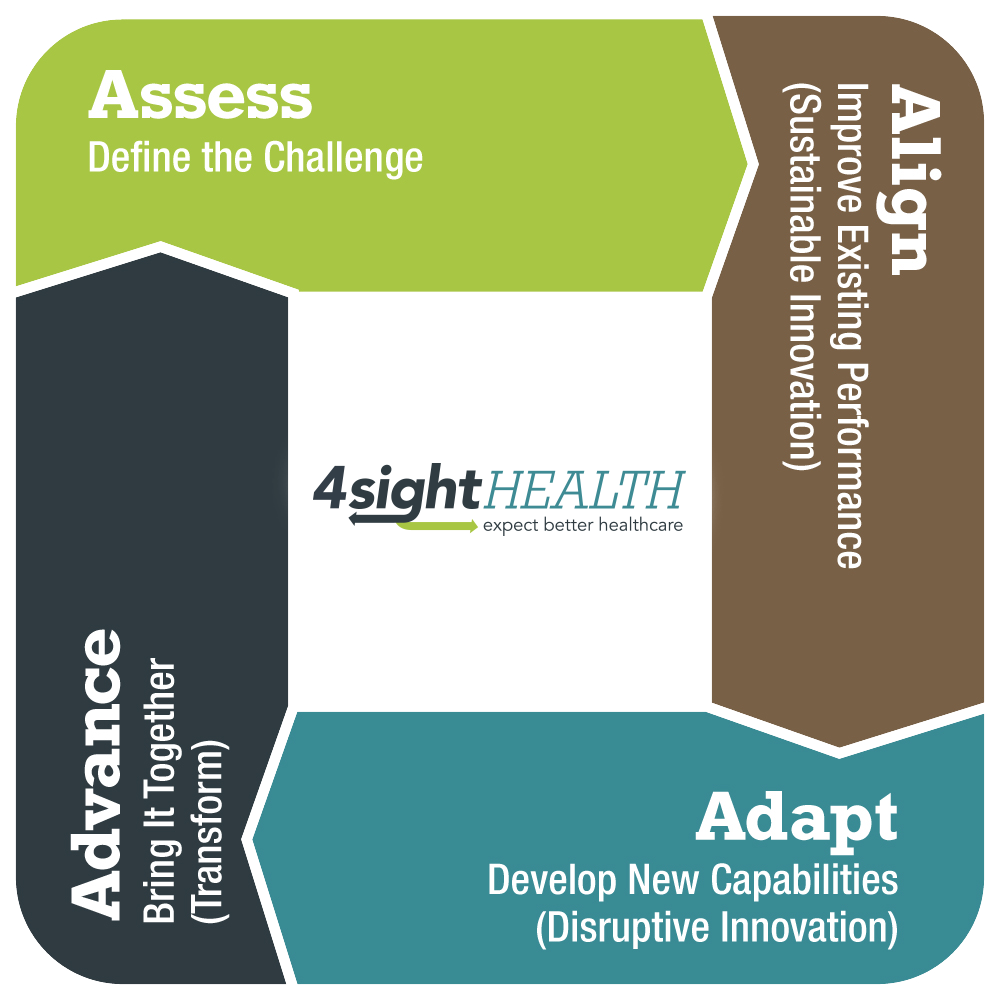 Assess
Define the Challenge
Align
Improve Existing Performance
(Sustainable Innovation)
Adapt
Develop New Capabilities
(Disruptive Innovation)
Advance
Bring It Together
(Transform)
4sightHEALTH
expect better healthcare